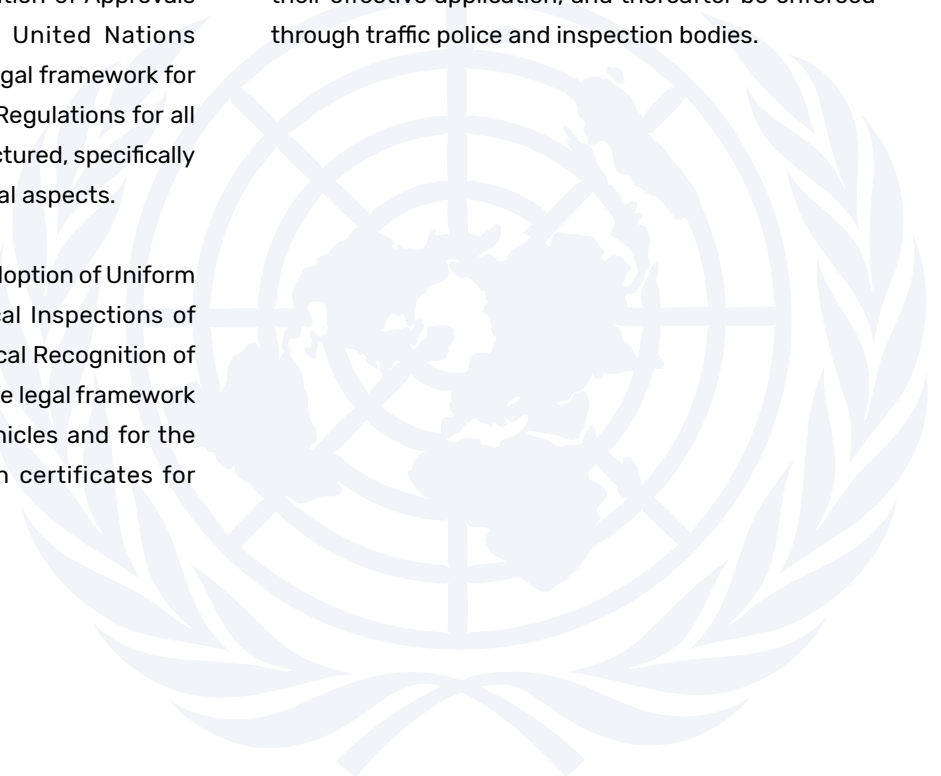 tion of Approvals
United Nations
gal framework for
Regulations for all
ctured, specifically
al aspects.
doption of Uniform
cal Inspections of
cal Recognition of
e legal framework
hicles and for the
n certificates for
their effective application, and thereafter be enforced
through traffic police and inspection bodies.